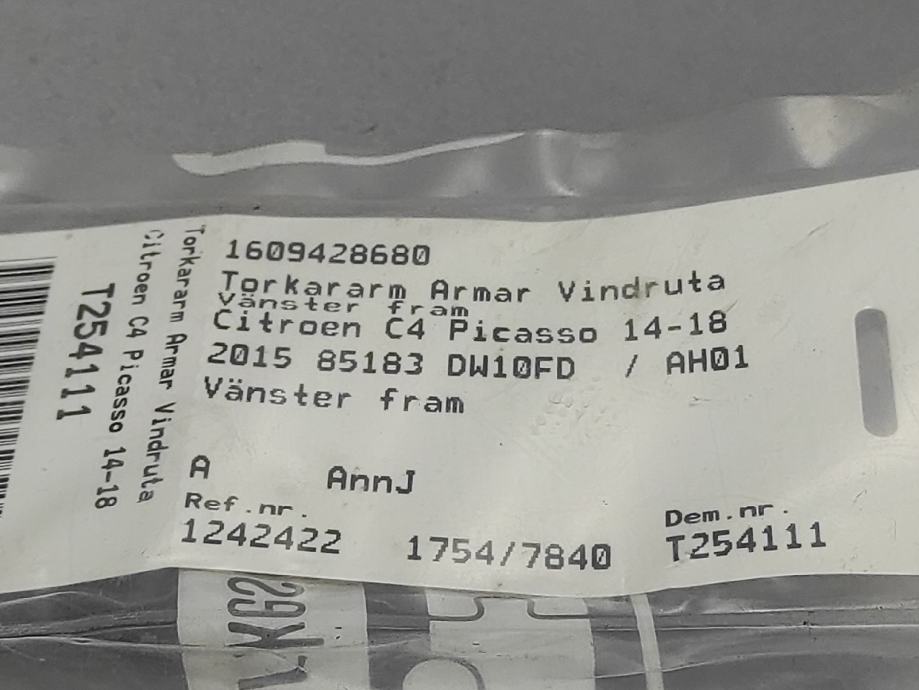 1609428680
Torkararm Armar Vindruta
Vänster fram
Citroen C4 Picasso 14-18
2015 85183 DW10FD / AH01
Vänster fram
A AnnJ
Ref.nr. Dem.nr.
1242422 1754/7840 T254111
Torkararm Armar Vindruta
Citroen C4 Picasso 14-18
T254111